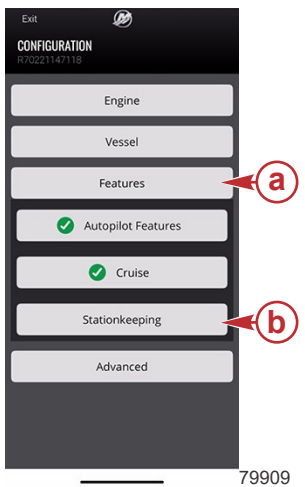 Exit
CONFIGURATION
R70221147118
Engine
Vessel
Features
a
Autopilot Features
Cruise
Stationkeeping
b
Advanced
79909